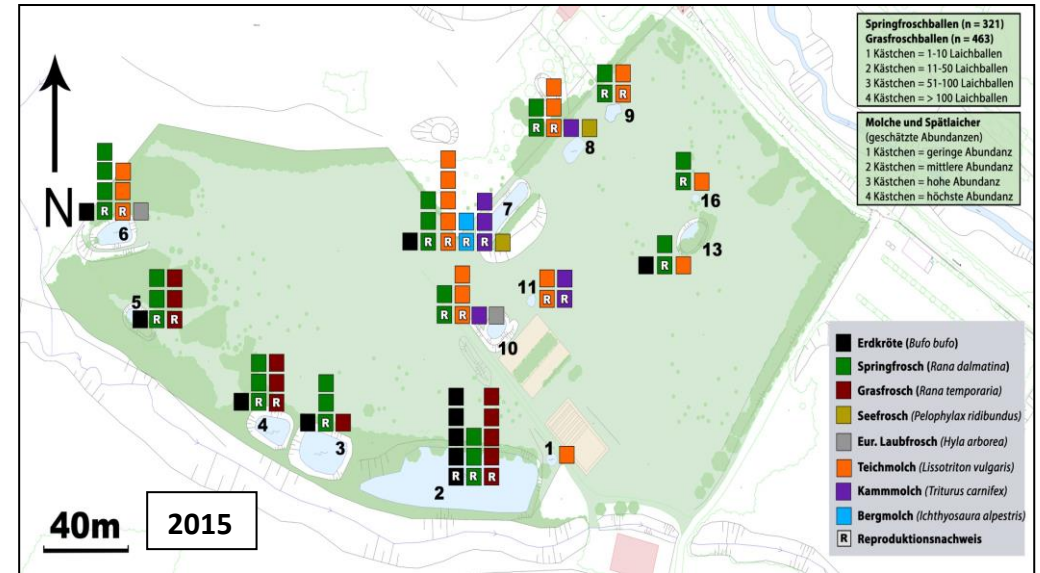 Springfroschballen (n = 321)
Grasfroschballen (n = 463)
1 Kästchen = 1-10 Laichballen
2 Kästchen = 11-50 Laichballen
3 Kästchen = 51-100 Laichballen
4 Kästchen = > 100 Laichballen
Molche und Spätlaicher
(geschätzte Abundanzen)
1 Kästchen = geringe Abundanz
2 Kästchen = mittlere Abundanz
3 Kästchen = hohe Abundanz
4 Kästchen = höchste Abundanz
N
R R
9
R R
8
R R
6
R
16
7
R R R R
R
13
5
R R
11
R R
R R
10
R R
4
R
3
1
R R R
2
Erdkröte (Bufo bufo)
Springfrosch (Rana dalmatina)
Grasfrosch (Rana temporaria)
Seefrosch (Pelophylax ridibundus)
Eur. Laubfrosch (Hyla arborea)
Teichmolch (Lissotriton vulgaris)
Kammmolch (Triturus carnifex)
Bergmolch (Ichthyosaura alpestris)
R Reproduktionsnachweis
40m
2015